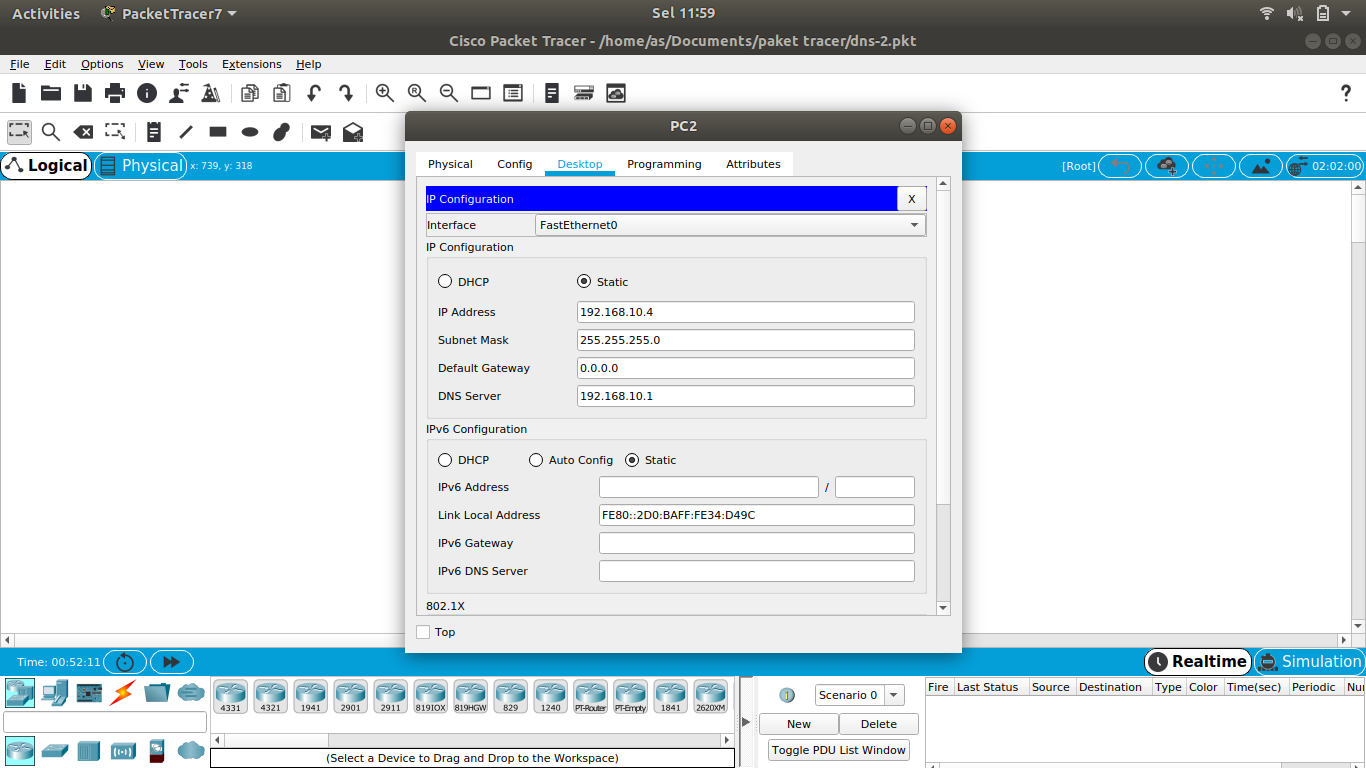 Activities PacketTracer7 Sel 11:59
Cisco Packet Tracer - /home/as/Documents/paket tracer/dns-2.pkt
File Edit Options View Tools Extensions Help
?
PC2
Logical Physical x: 739, y: 318 [Root] 02:02:00
Physical Config Desktop Programming Attributes
IP Configuration X
Interface FastEthernet0
IP Configuration
DHCP Static
IP Address 192.168.10.4
Subnet Mask 255.255.255.0
Default Gateway 0.0.0.0
DNS Server 192.168.10.1
IPv6 Configuration
DHCP Auto Config Static
IPv6 Address /
Link Local Address FE80::2D0:BAFF:FE34:D49C
IPv6 Gateway
IPv6 DNS Server
802.1X
Top
Time: 00:52:11 Realtime Simulation
4331 4321 1941 2901 2911 819IOX 819HGW 829 1240 PT-Router PT-Empty 1841 2620XM
Scenario 0
Fire Last Status Source Destination Type Color Time(sec) Periodic Nu
New Delete
Toggle PDU List Window
(Select a Device to Drag and Drop to the Workspace)